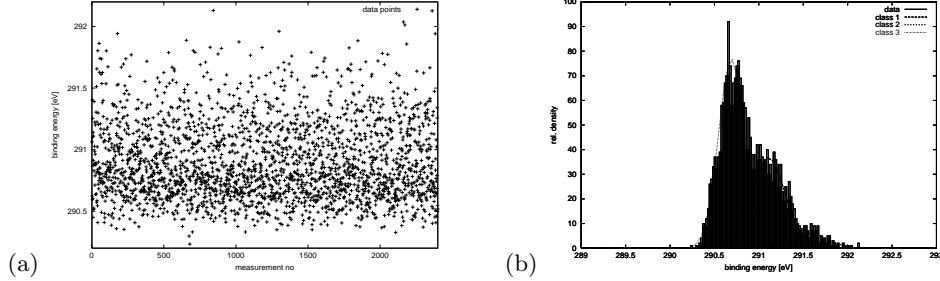 292
291.5
291
290.5
binding energy [eV]
data points
0
500
1000
1500
2000
measurement no
(a)
100
90
80
70
60
50
40
30
20
10
0
rel. density
data
class 1
class 2
class 3
289
289.5
290
290.5
291
291.5
292
292.5
293
binding energy [eV]
(b)